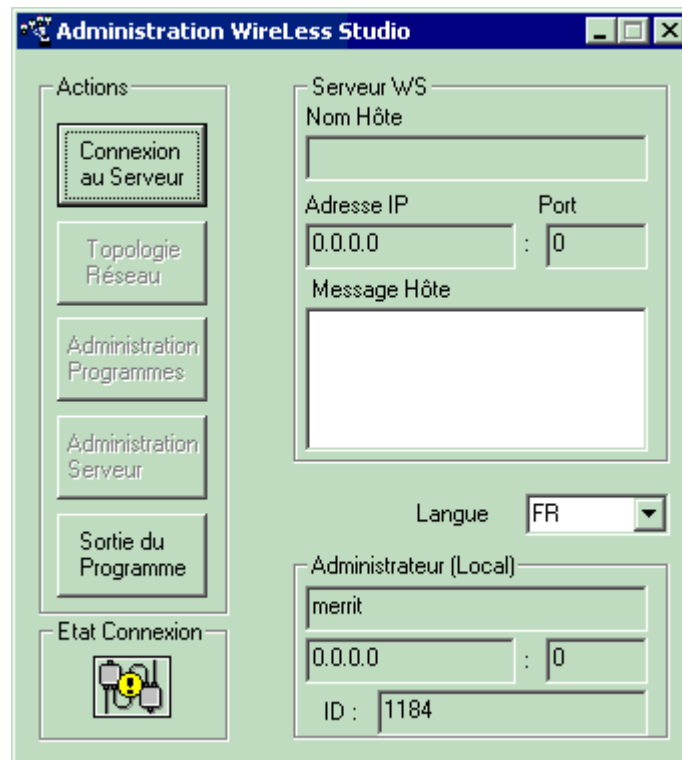 Administration WireLess Studio
Actions
Connexion
au Serveur
Topologie
Réseau
Administration
Programmes
Administration
Serveur
Sortie du
Programme
Etat Connexion
Serveur WS
Nom Hôte
Adresse IP Port
0.0.0.0 : 0
Message Hôte
Langue FR
Administrateur (Local)
merrit
0.0.0.0 : 0
ID : 1184